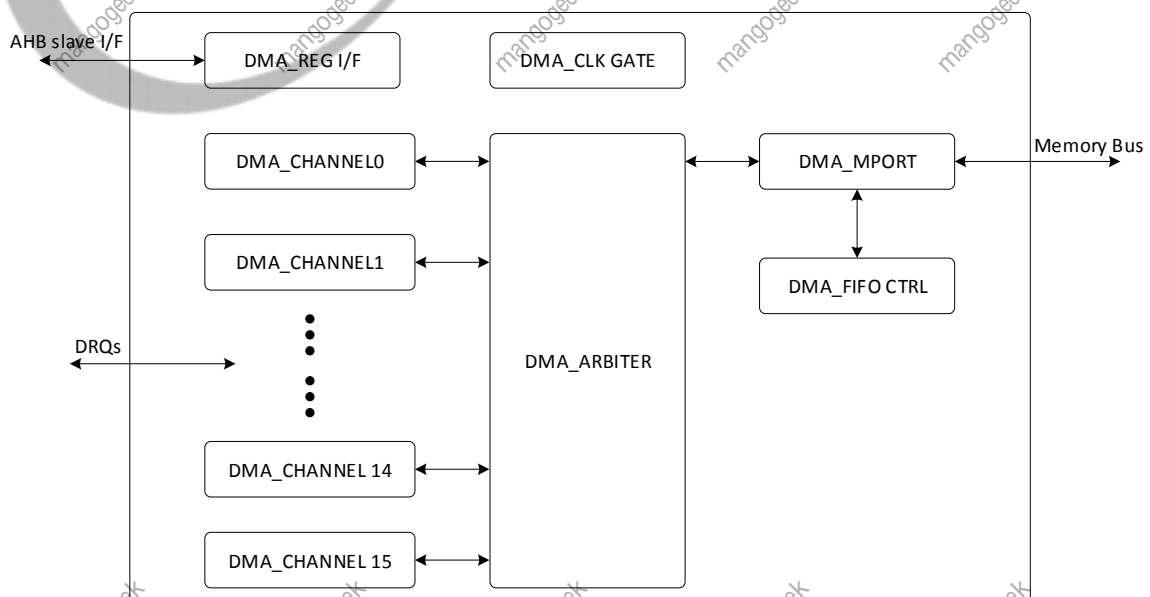 AHB slave I/F
DMA_REG I/F
DMA_CLK GATE
DMA_CHANNEL0
DMA_MPORT
Memory Bus
DMA_CHANNEL1
DMA_FIFO CTRL
DRQs
DMA_ARBITER
DMA_CHANNEL 14
DMA_CHANNEL 15